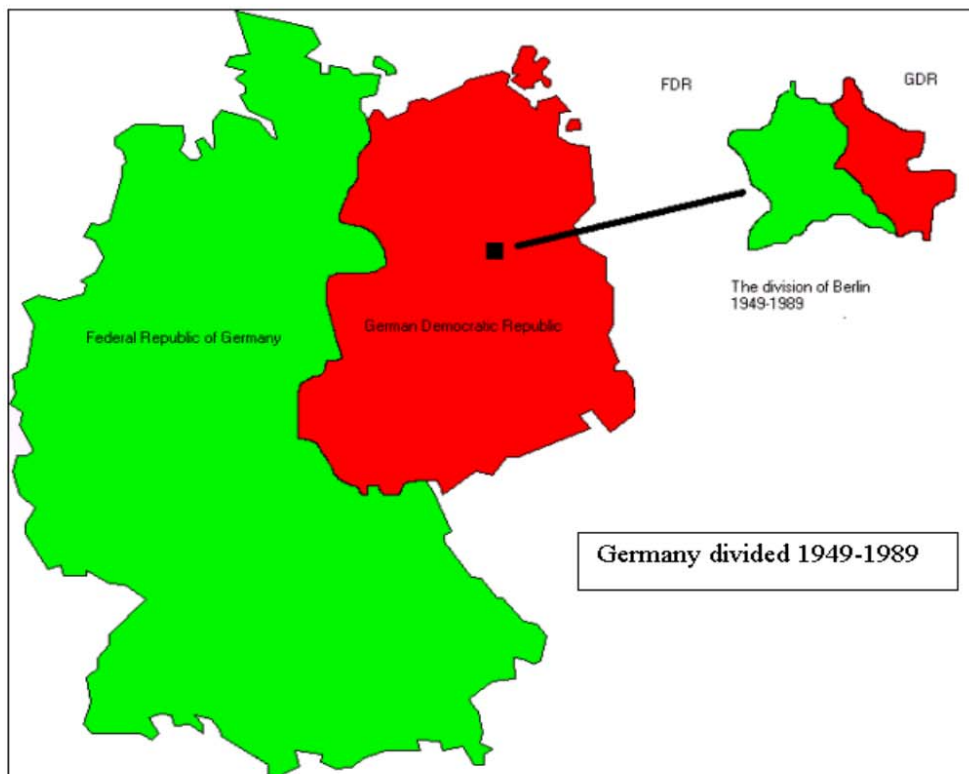 FDR
GDR
The division of Berlin
1949-1989
Federal Republic of Germany
German Democratic Republic
Germany divided 1949-1989